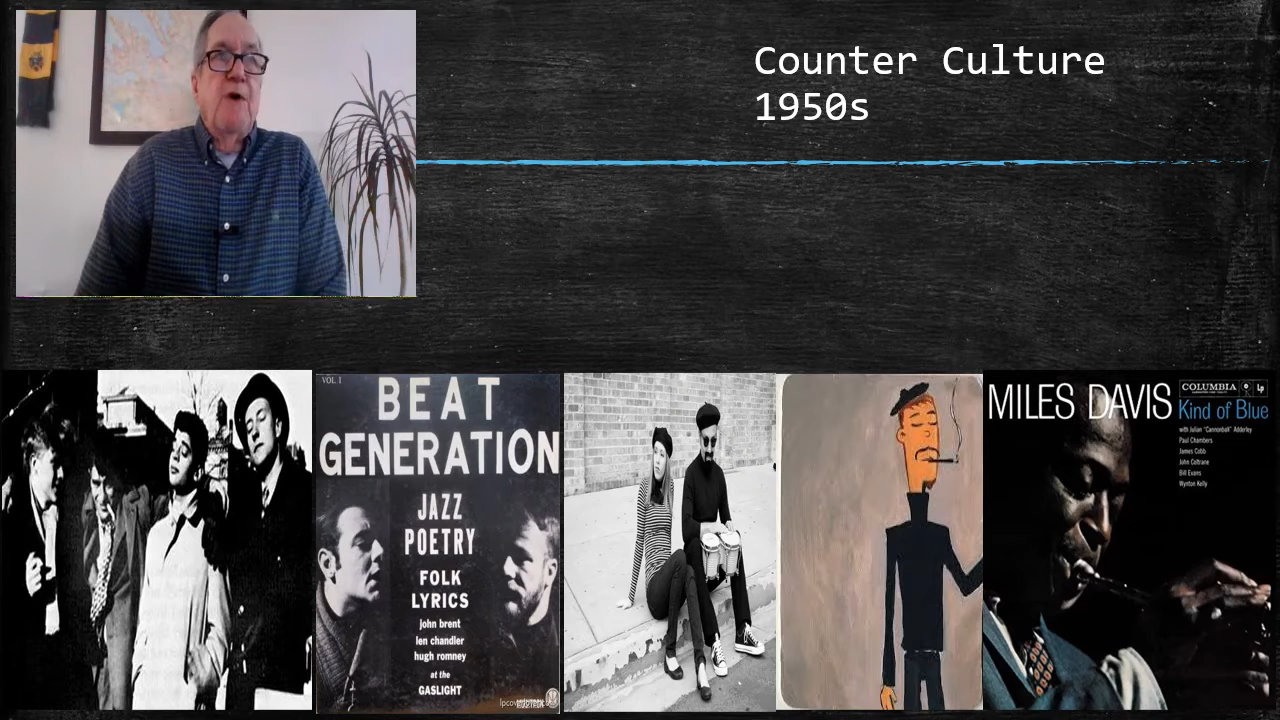 Counter Culture
1950s
VOL. 1
BEAT
GENERATION
JAZZ
POETRY
FOLK
LYRICS
john brent
len chandler
hugh romney
at the
GASLIGHT
MILES DAVIS
COLUMBIA
Lp
Kind of Blue
with Julian "Cannonball" Adderley
Paul Chambers
James Cobb
John Coltrane
Bill Evans
Wynton Kelly